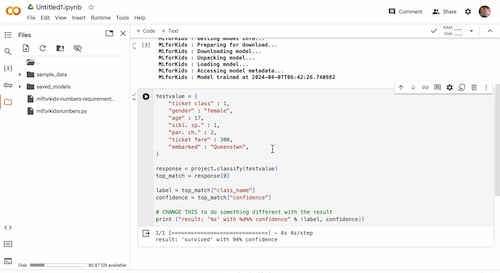 Untitled1.ipynb
File Edit View Insert Runtime Tools Help
Comment
Share
Files
+ Code + Text
RAM
Disk
..
sample_data
saved_models
mlforkids-numbers-requirement...
mlforkidsnumbers.py
MLforKids : Getting model info...
MLforKids : Preparing for download...
MLforKids : Downloading model...
MLforKids : Unpacking model...
MLforKids : Loading model...
MLforKids : Accessing model metadata...
MLforKids : Model trained at 2024-04-07T06:42:26.740982
[3]
testvalue = {
"ticket class" : 1,
"gender" : "female",
"age" : 17,
"sibl. sp." : 1,
"par. ch." : 2,
"ticket fare" : 300,
"embarked" : "Queenstwn",
}
response = project.classify(testvalue)
top_match = response[0]
label = top_match["class_name"]
confidence = top_match["confidence"]
# CHANGE THIS to do something different with the result
print ("result: '%s' with %d%% confidence" % (label, confidence))
1/1 [==============================] - 4s 4s/step
result: 'survived' with 94% confidence
Disk
80.87 GB available